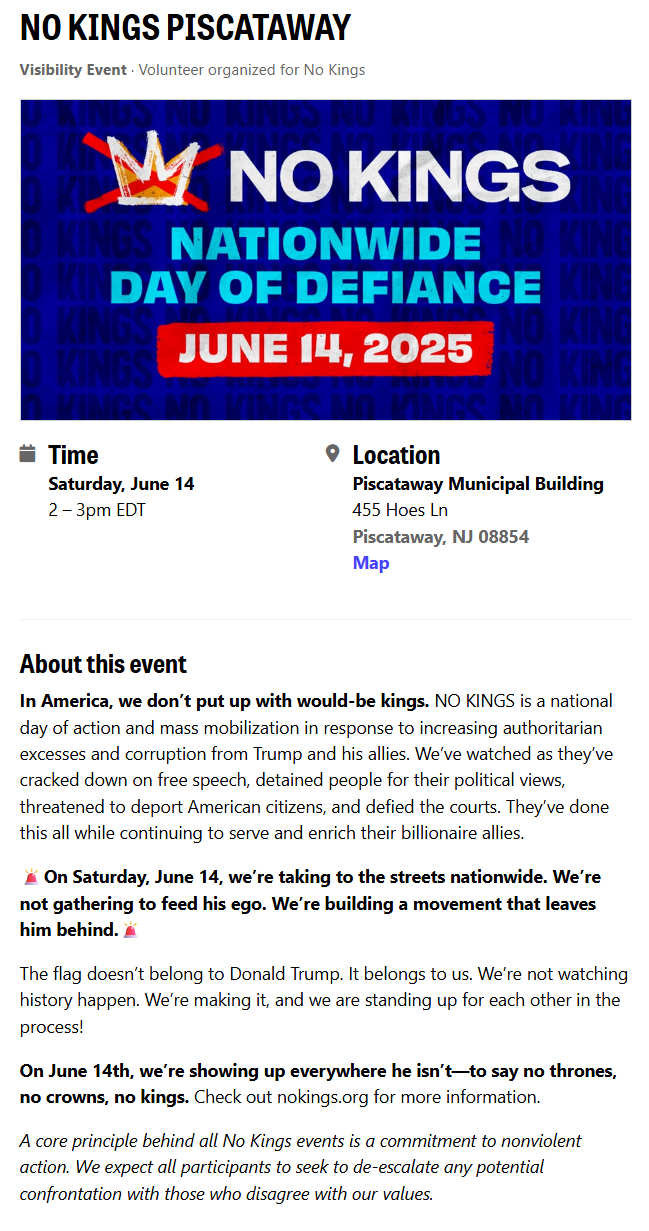 NO KINGS PISCATAWAY
Visibility Event · Volunteer organized for No Kings
NO KINGS
NATIONWIDE
DAY OF DEFIANCE
JUNE 14, 2025
Time
Saturday, June 14
2 – 3pm EDT
Location
Piscataway Municipal Building
455 Hoes Ln
Piscataway, NJ 08854
Map
About this event
In America, we don’t put up with would-be kings. NO KINGS is a national
day of action and mass mobilization in response to increasing authoritarian
excesses and corruption from Trump and his allies. We’ve watched as they’ve
cracked down on free speech, detained people for their political views,
threatened to deport American citizens, and defied the courts. They’ve done
this all while continuing to serve and enrich their billionaire allies.
🚨 On Saturday, June 14, we’re taking to the streets nationwide. We’re
not gathering to feed his ego. We’re building a movement that leaves
him behind. 🚨
The flag doesn’t belong to Donald Trump. It belongs to us. We’re not watching
history happen. We’re making it, and we are standing up for each other in the
process!
On June 14th, we’re showing up everywhere he isn’t—to say no thrones,
no crowns, no kings. Check out nokings.org for more information.
A core principle behind all No Kings events is a commitment to nonviolent
action. We expect all participants to seek to de-escalate any potential
confrontation with those who disagree with our values.